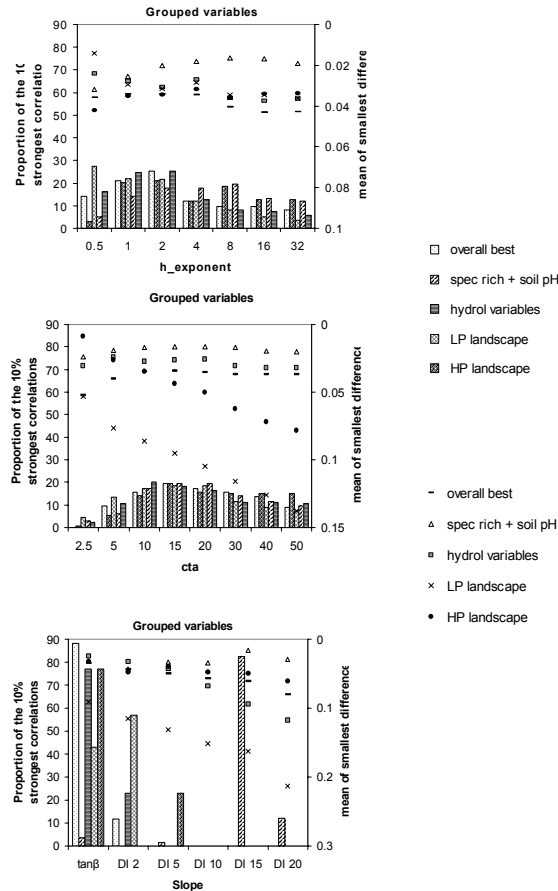 Grouped variables
Proportion of the 10
strongest correlatio
90
80
70
60
50
40
30
20
10
0
0
0.02
0.04
0.06
0.08
0.1
mean of smallest difference
0.5 1 2 4 8 16 32
h_exponent
overall best
spec rich + soil pH
hydrol variables
LP landscape
HP landscape
Grouped variables
Proportion of the 10%
strongest correlations
90
80
70
60
50
40
30
20
10
0
0
0.05
0.1
0.15
mean of smallest difference
2.5 5 10 15 20 30 40 50
cta
overall best
spec rich + soil pH
hydrol variables
LP landscape
HP landscape
Grouped variables
Proportion of the 10%
strongest correlations
90
80
70
60
50
40
30
20
10
0
0
0.1
0.2
0.3
mean of smallest difference
tanβ DI 2 DI 5 DI 10 DI 15 DI 20
Slope